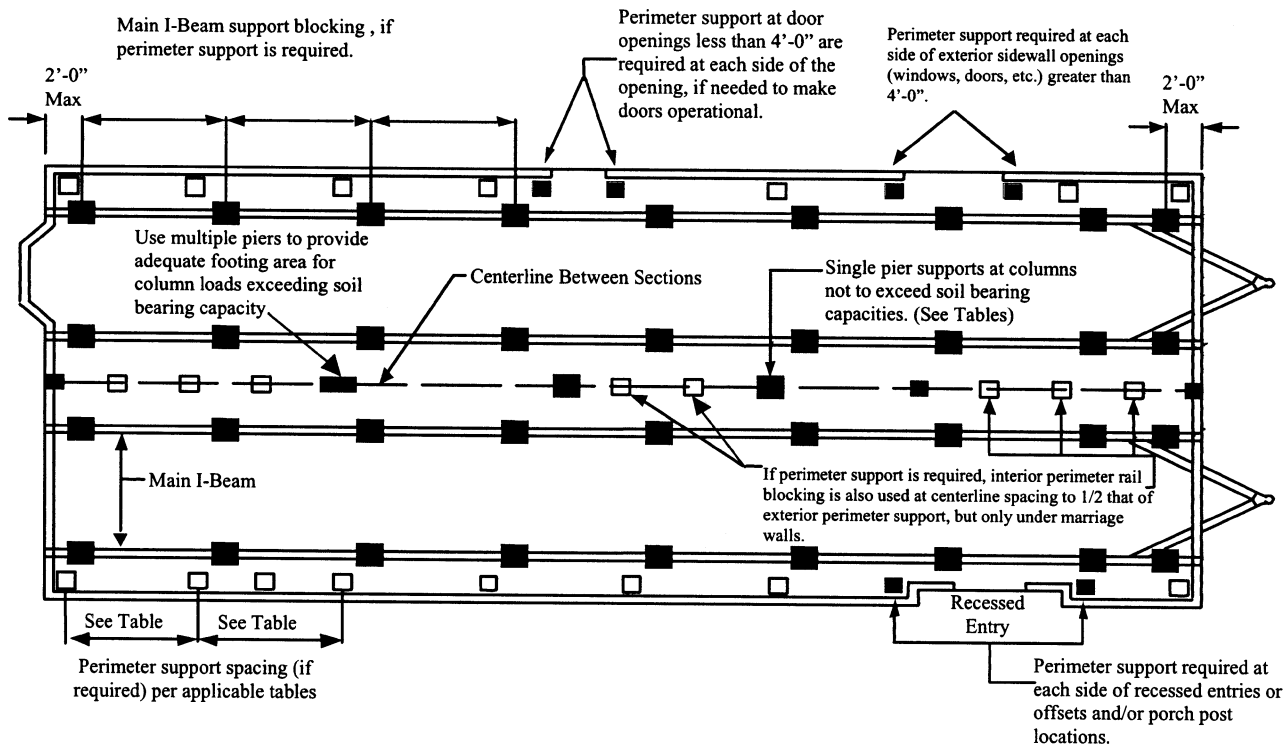 Main I-Beam support blocking , if
perimeter support is required.
Perimeter support at door
openings less than 4’-0” are
required at each side of the
opening, if needed to make
doors operational.
Perimeter support required at each
side of exterior sidewall openings
(windows, doors, etc.) greater than
4’-0”.
2’-0”
Max
2’-0”
Max
Use multiple piers to provide
adequate footing area for
column loads exceeding soil
bearing capacity
Centerline Between Sections
Single pier supports at columns
not to exceed soil bearing
capacities. (See Tables)
Main I-Beam
If perimeter support is required, interior perimeter rail
blocking is also used at centerline spacing to 1/2 that of
exterior perimeter support, but only under marriage
walls.
See Table
See Table
Perimeter support spacing (if
required) per applicable tables
Recessed
Entry
Perimeter support required at
each side of recessed entries or
offsets and/or porch post
locations.